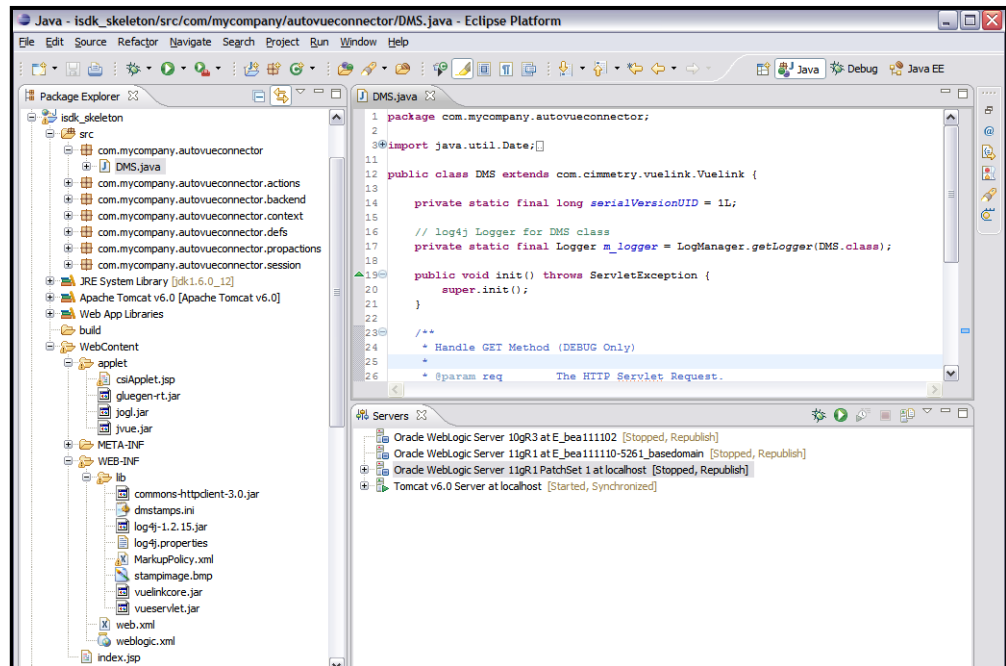 Java - isdk_skeleton/src/com/mycompany/autovueconnector/DMS.java - Eclipse Platform
File Edit Source Refactor Navigate Search Project Run Window Help
Java Debug Java EE
Package Explorer
isdk_skeleton
src
com.mycompany.autovueconnector
DMS.java
com.mycompany.autovueconnector.actions
com.mycompany.autovueconnector.backend
com.mycompany.autovueconnector.context
com.mycompany.autovueconnector.defs
com.mycompany.autovueconnector.propactions
com.mycompany.autovueconnector.session
JRE System Library [jdk1.6.0_12]
Apache Tomcat v6.0 [Apache Tomcat v6.0]
Web App Libraries
build
WebContent
applet
csiApplet.jsp
gluegen-rt.jar
jogl.jar
jvue.jar
META-INF
WEB-INF
lib
commons-httpclient-3.0.jar
dmstamps.ini
log4j-1.2.15.jar
log4j.properties
MarkupPolicy.xml
stampimage.bmp
vuelinkcore.jar
vueservlet.jar
web.xml
weblogic.xml
index.jsp
DMS.java
1 package com.mycompany.autovueconnector;
2
3 import java.util.Date;
11
12 public class DMS extends com.cimmetry.vuelink.Vuelink {
13
14 private static final long serialVersionUID = 1L;
15
16 // log4j Logger for DMS class
17 private static final Logger m_logger = LogManager.getLogger(DMS.class);
18
19 public void init() throws ServletException {
20 super.init();
21 }
22
23 /**
24 * Handle GET Method (DEBUG Only)
25 *
26 * @param req The HTTP Servlet Request.
Servers
Oracle WebLogic Server 10gR3 at E_bea111102 [Stopped, Republish]
Oracle WebLogic Server 11gR1 at E_bea111110-5261_basedomain [Stopped, Republish]
Oracle WebLogic Server 11gR1 PatchSet 1 at localhost [Stopped, Republish]
Tomcat v6.0 Server at localhost [Started, Synchronized]